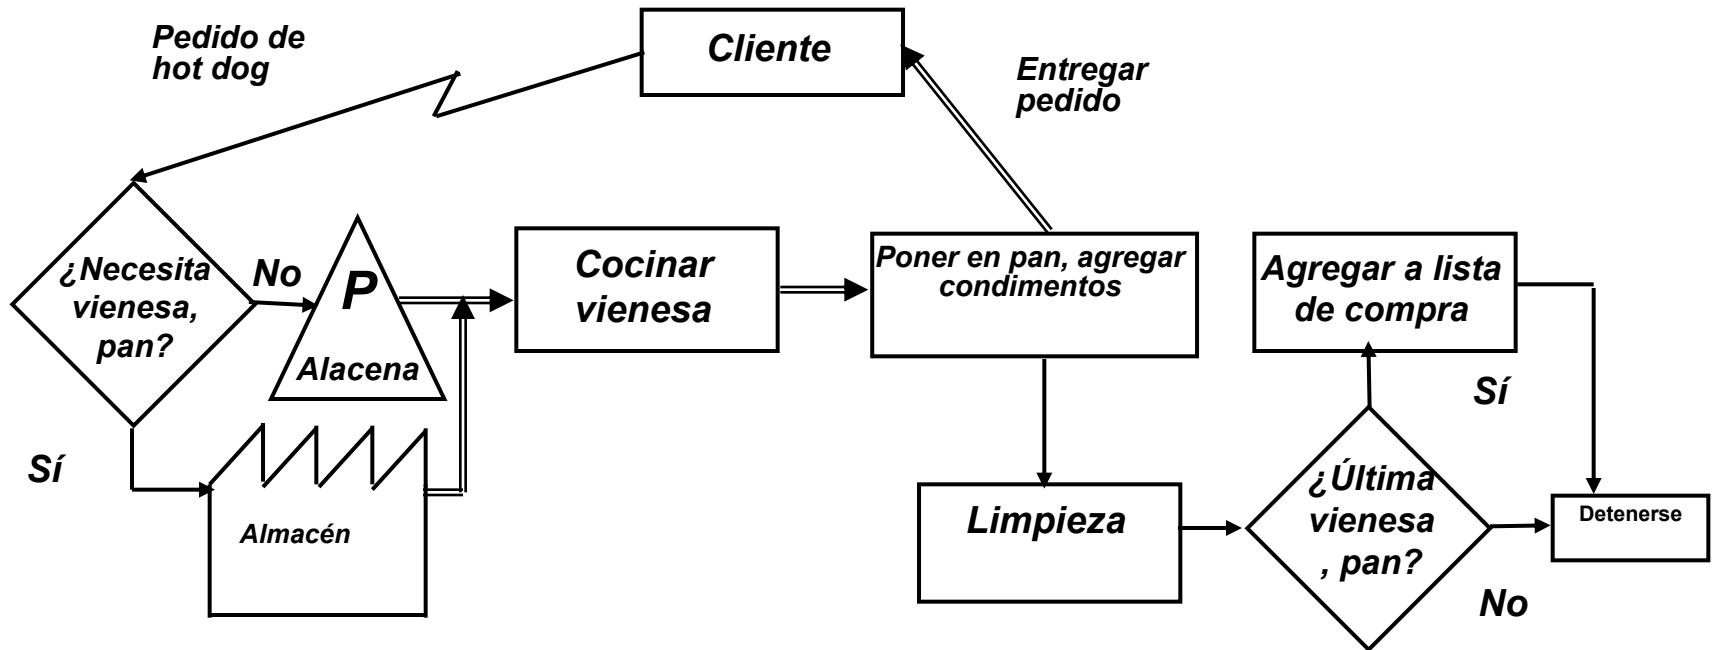 Pedido de
hot dog
Cliente
Entregar
pedido
¿Necesita
vienesa,
pan?
No
P
Alacena
Cocinar
vienesa
Poner en pan, agregar
condimentos
Agregar a lista
de compra
Sí
Sí
Almacén
Limpieza
¿Última
vienesa
, pan?
Detenerse
No